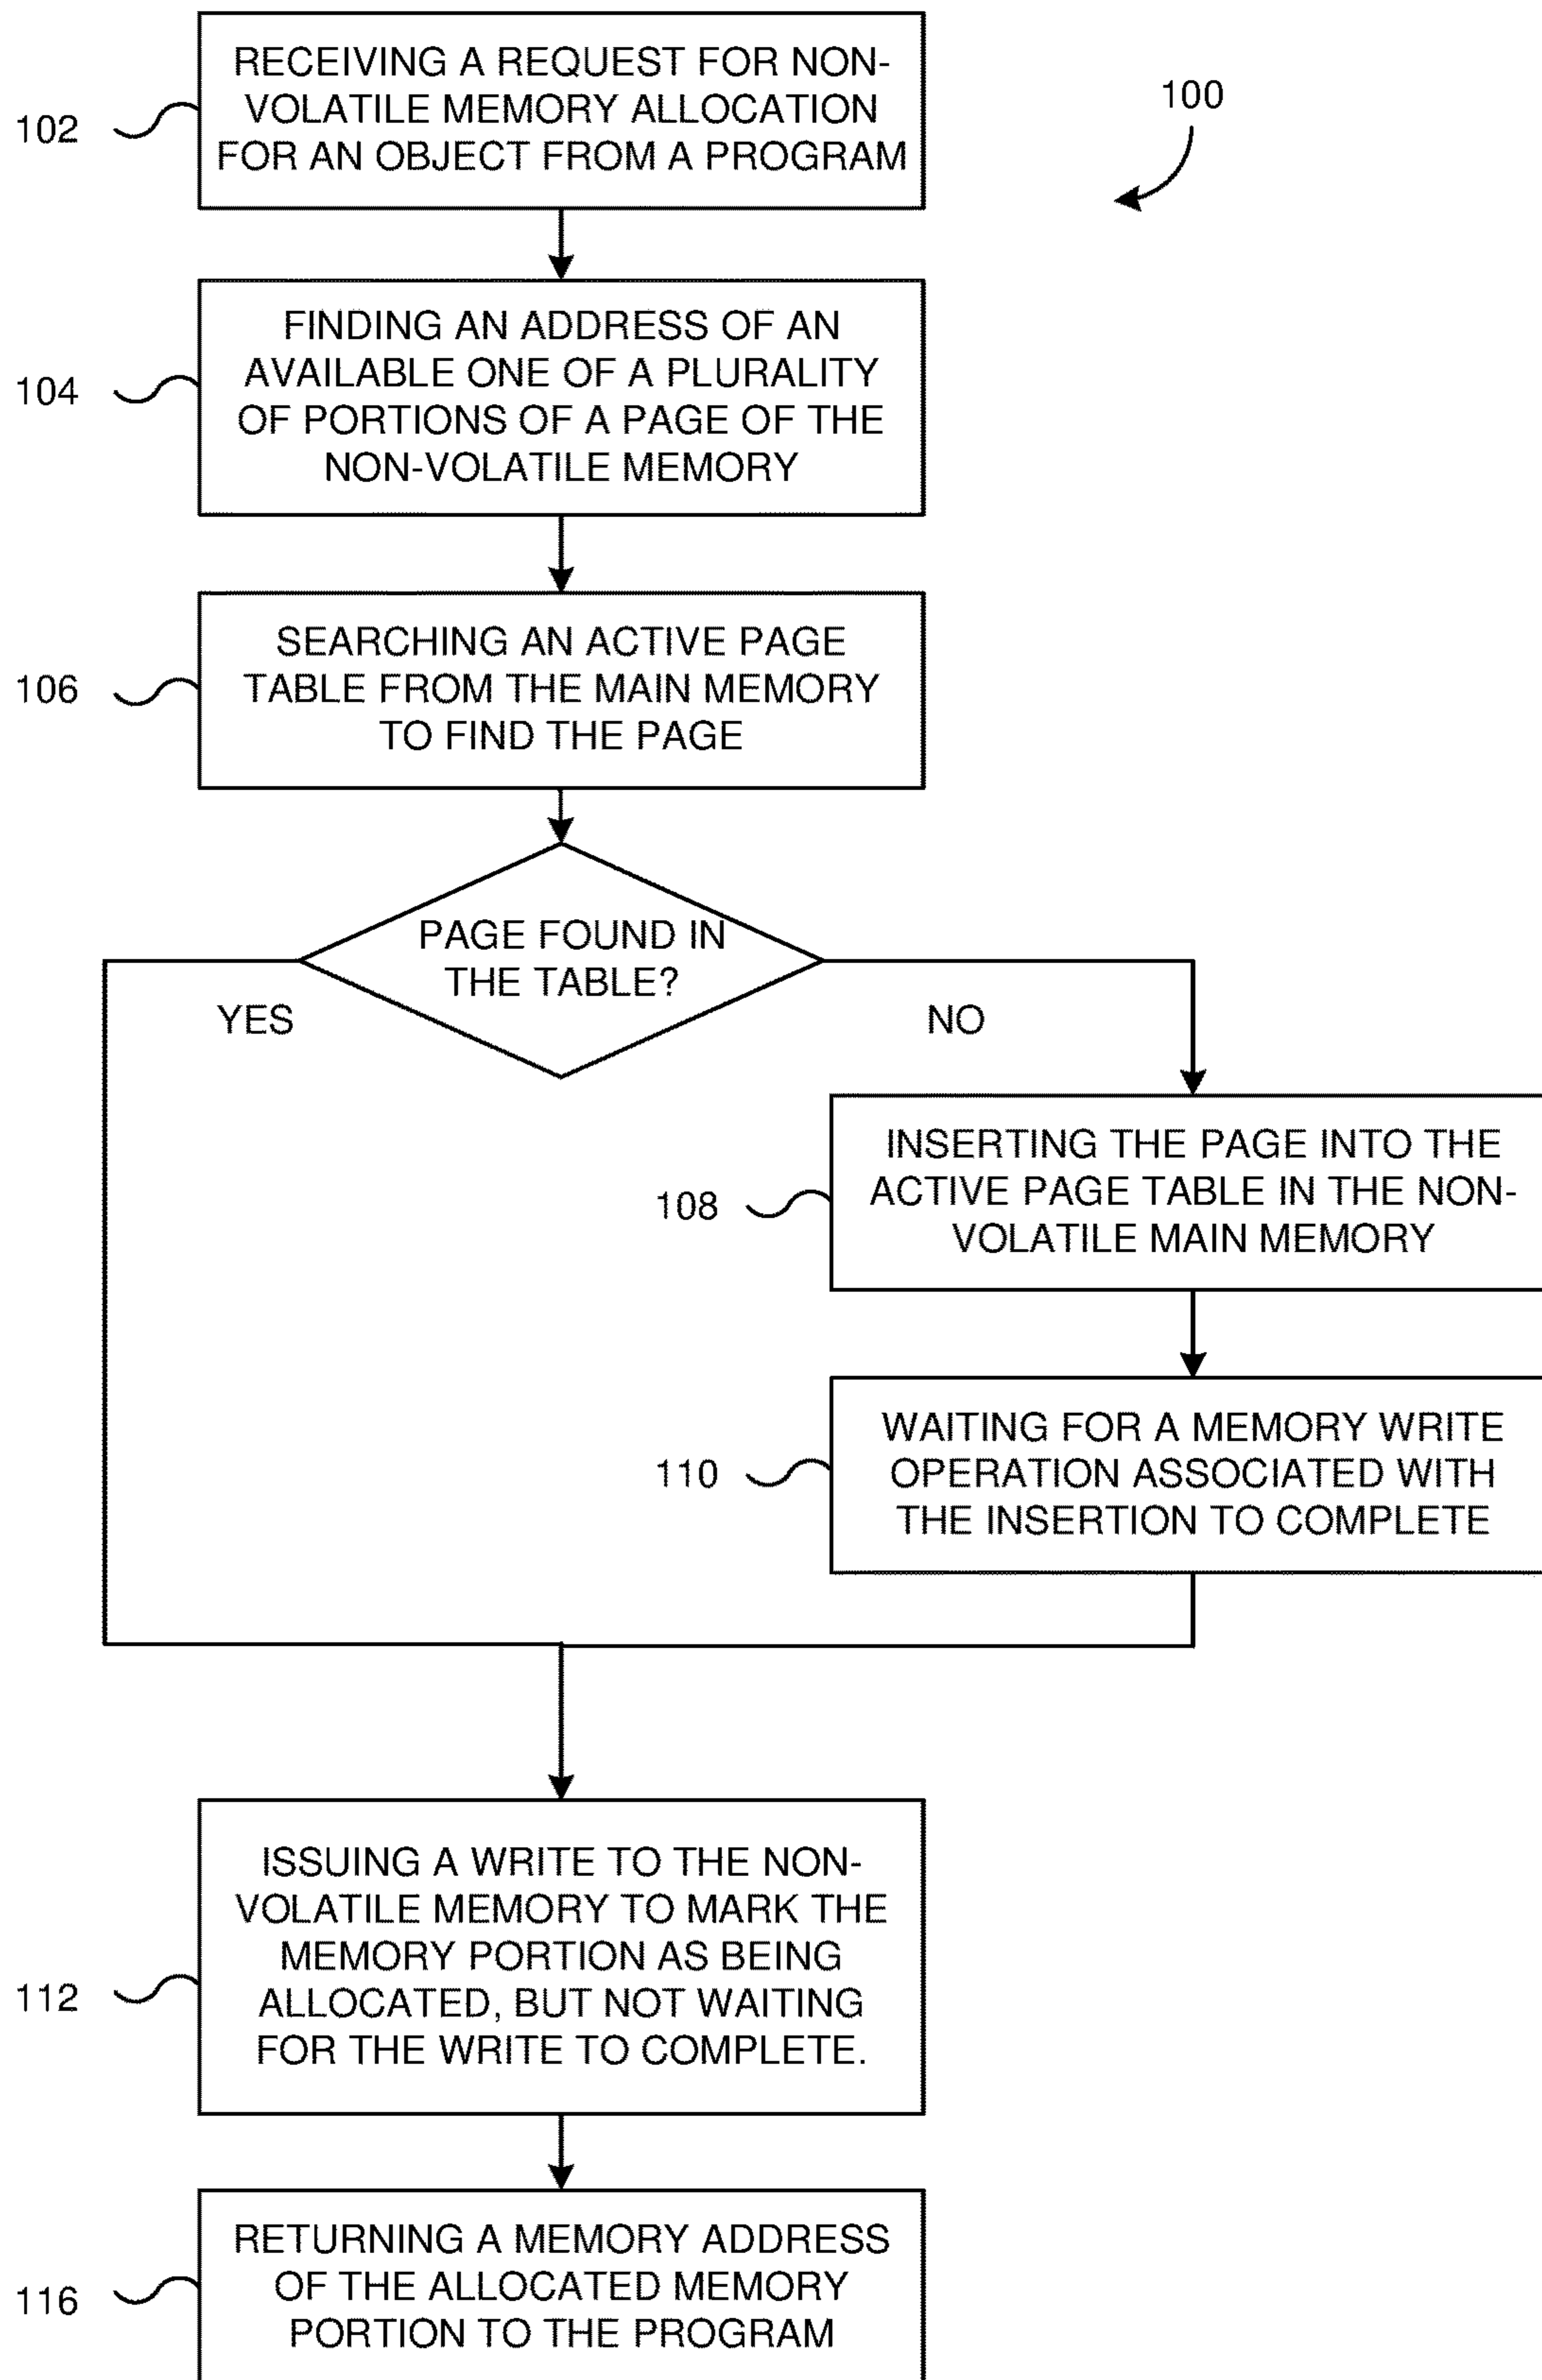 RECEIVING A REQUEST FOR NON-
VOLATILE MEMORY ALLOCATION
FOR AN OBJECT FROM A PROGRAM
102
100
FINDING AN ADDRESS OF AN
AVAILABLE ONE OF A PLURALITY
OF PORTIONS OF A PAGE OF THE
NON-VOLATILE MEMORY
104
SEARCHING AN ACTIVE PAGE
TABLE FROM THE MAIN MEMORY
TO FIND THE PAGE
106
PAGE FOUND IN
THE TABLE?
YES
NO
INSERTING THE PAGE INTO THE
ACTIVE PAGE TABLE IN THE NON-
VOLATILE MAIN MEMORY
108
WAITING FOR A MEMORY WRITE
OPERATION ASSOCIATED WITH
THE INSERTION TO COMPLETE
110
ISSUING A WRITE TO THE NON-
VOLATILE MEMORY TO MARK THE
MEMORY PORTION AS BEING
ALLOCATED, BUT NOT WAITING
FOR THE WRITE TO COMPLETE.
112
RETURNING A MEMORY ADDRESS
OF THE ALLOCATED MEMORY
PORTION TO THE PROGRAM
116